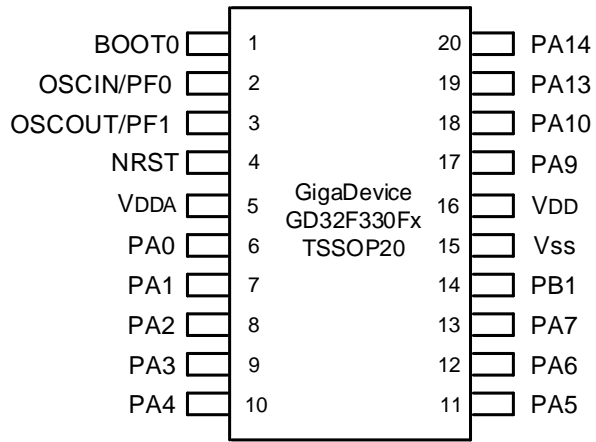 BOOT0 1 20 PA14
OSCIN/PF0 2 19 PA13
OSCOUT/PF1 3 18 PA10
NRST 4 17 PA9
VDDA 5 16 VDD
PA0 6 15 Vss
PA1 7 14 PB1
PA2 8 13 PA7
PA3 9 12 PA6
PA4 10 11 PA5
GigaDevice
GD32F330Fx
TSSOP20